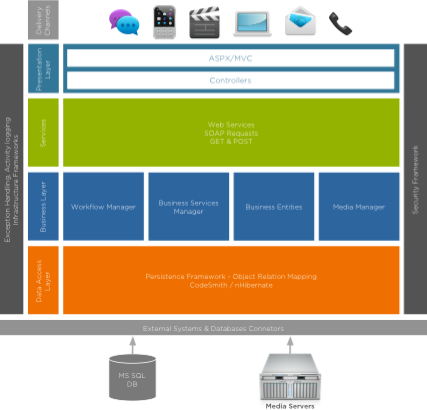 Delivery
Channels
Exception Handling, Activity logging
Infrastructure Frameworks
Presentation
Layer
ASPX/MVC
Controllers
Services
Web Services
SOAP Requests
GET & POST
Business Layer
Workflow Manager
Business Services
Manager
Business Entities
Media Manager
Data Access
Layer
Persistence Framework - Object Relation Mapping
CodeSmith / nHibernate
Security Framework
External Systems & Databases Connetors
MS SQL
DB
Media Servers